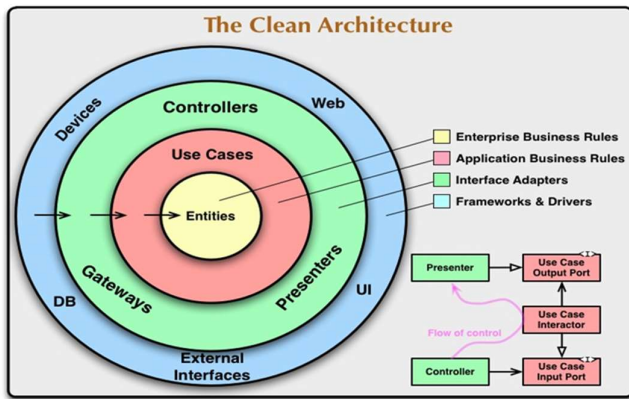 The Clean Architecture
Devices
Web
Controllers
Use Cases
Entities
Gateways
Presenters
DB
UI
External
Interfaces
Enterprise Business Rules
Application Business Rules
Interface Adapters
Frameworks & Drivers
Presenter
Use Case
Output Port
<I>
Flow of control
Use Case
Interactor
Controller
Use Case
Input Port
<I>